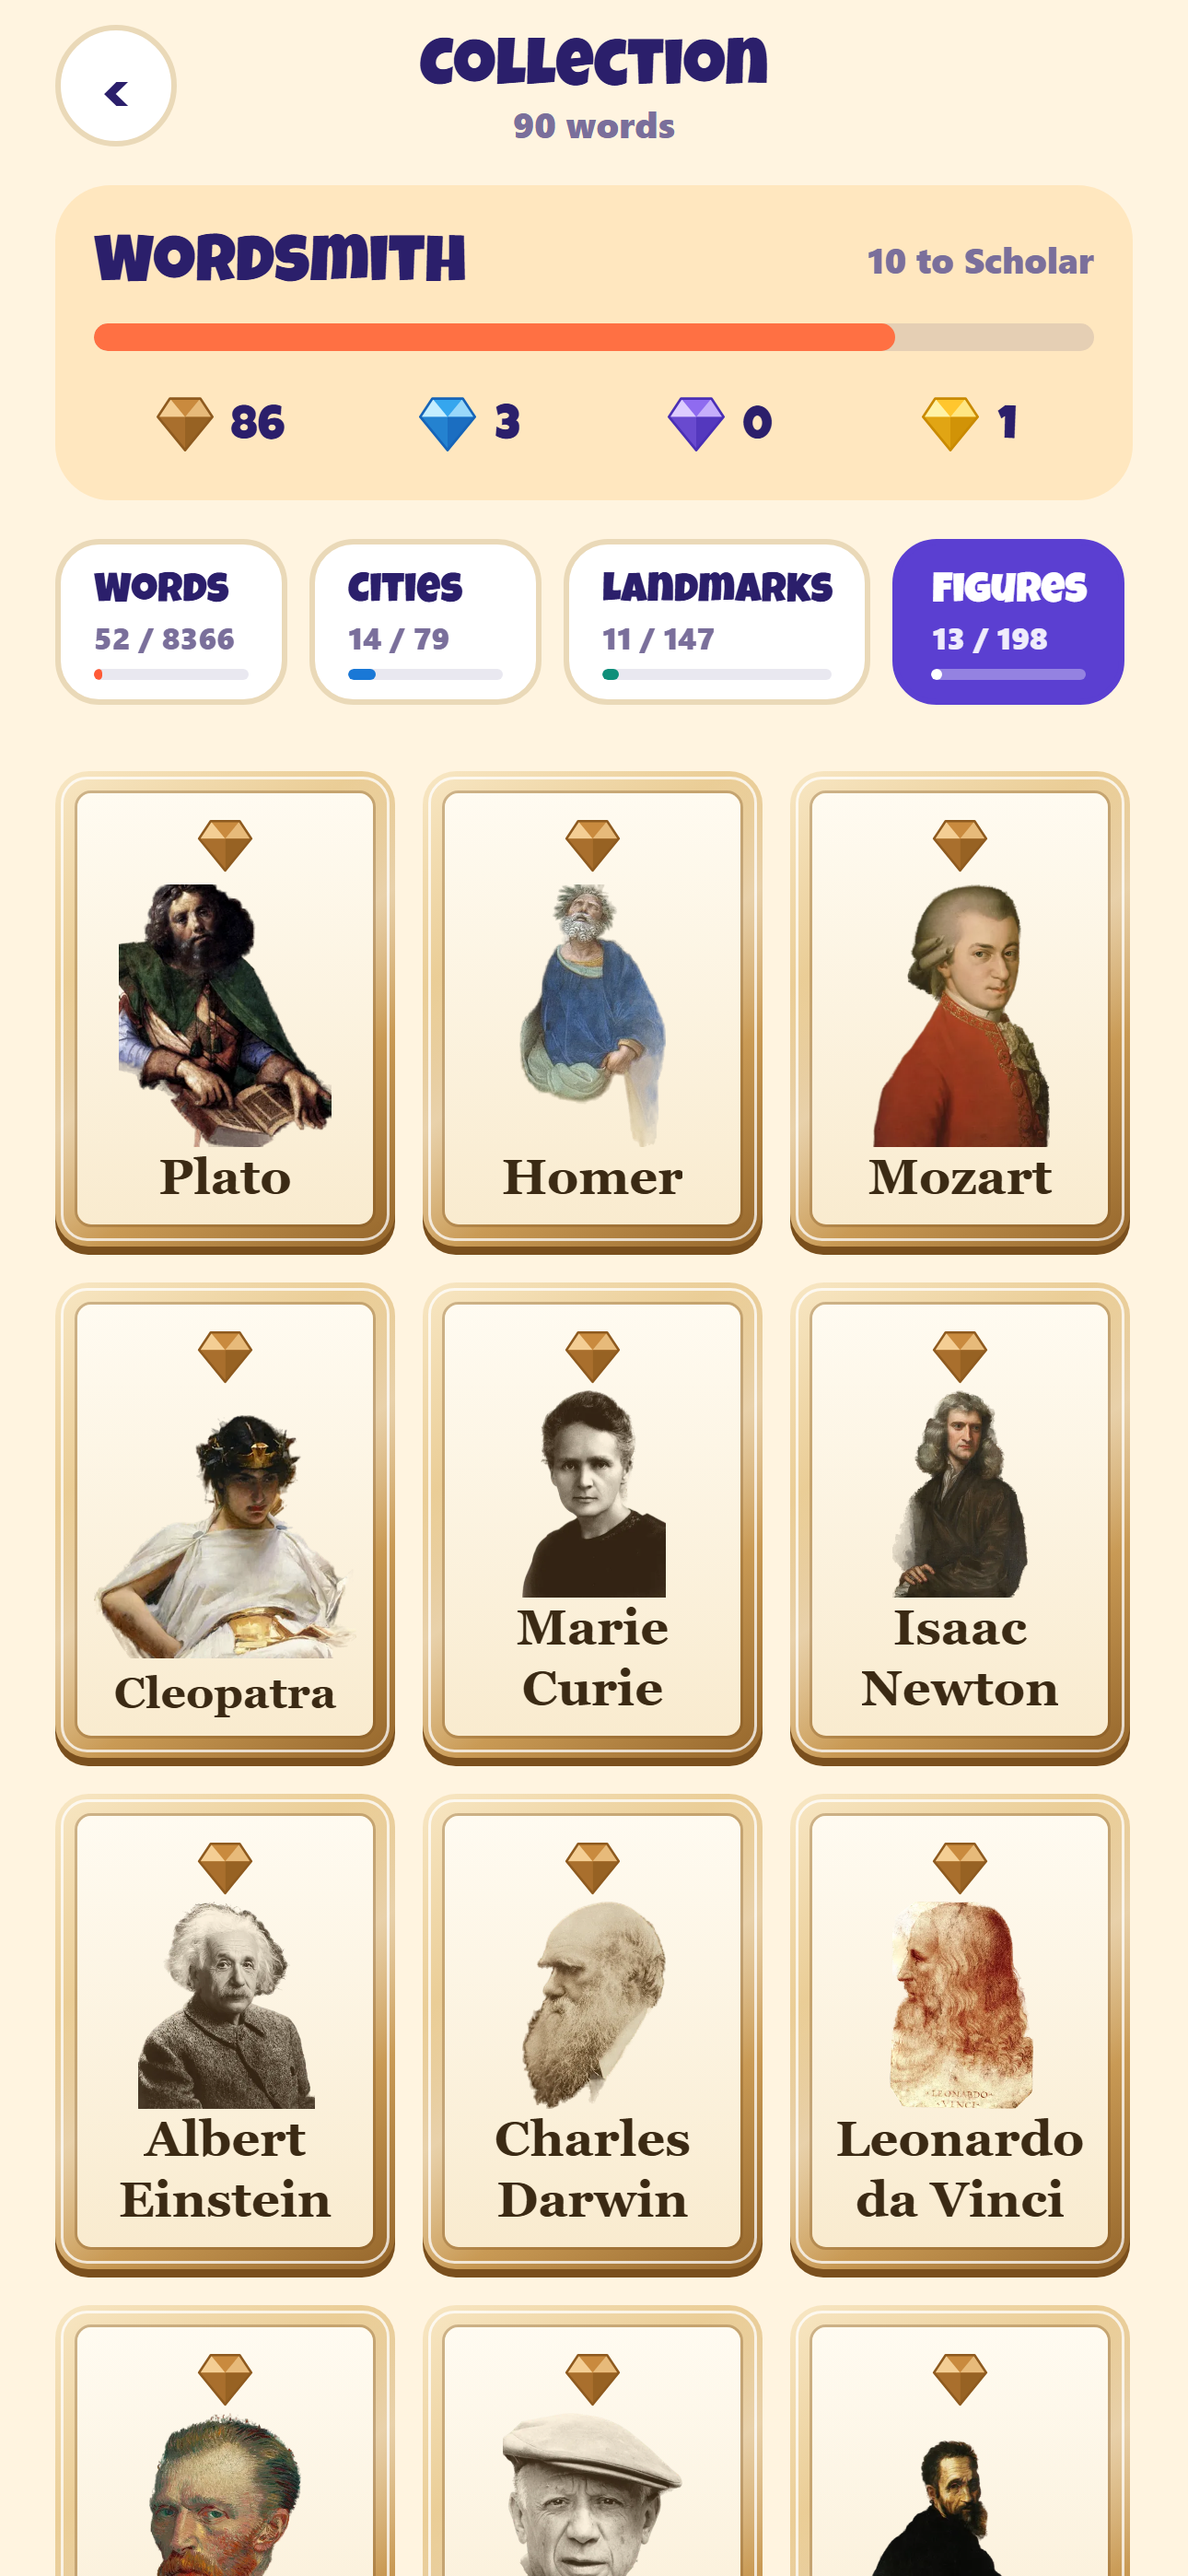 Collection
90 words
Wordsmith
10 to Scholar
86
3
0
1
Words
Cities
Landmarks
Figures
52 / 8366
14 / 79
11 / 147
13 / 198
Plato
Homer
Mozart
Cleopatra
Marie
Curie
Isaac
Newton
Albert
Einstein
Charles
Darwin
LEONARDO
VINCI
Leonardo
da Vinci